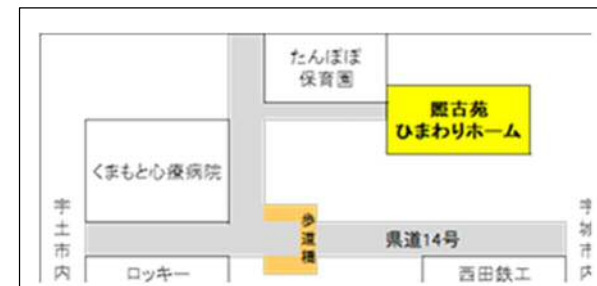 たんぽぽ
保育園
鑑古苑
ひまわりホーム
くまもと心療病院
宇土市内
歩道橋
県道14号
宇城市内
ロッキー
西田鉄工